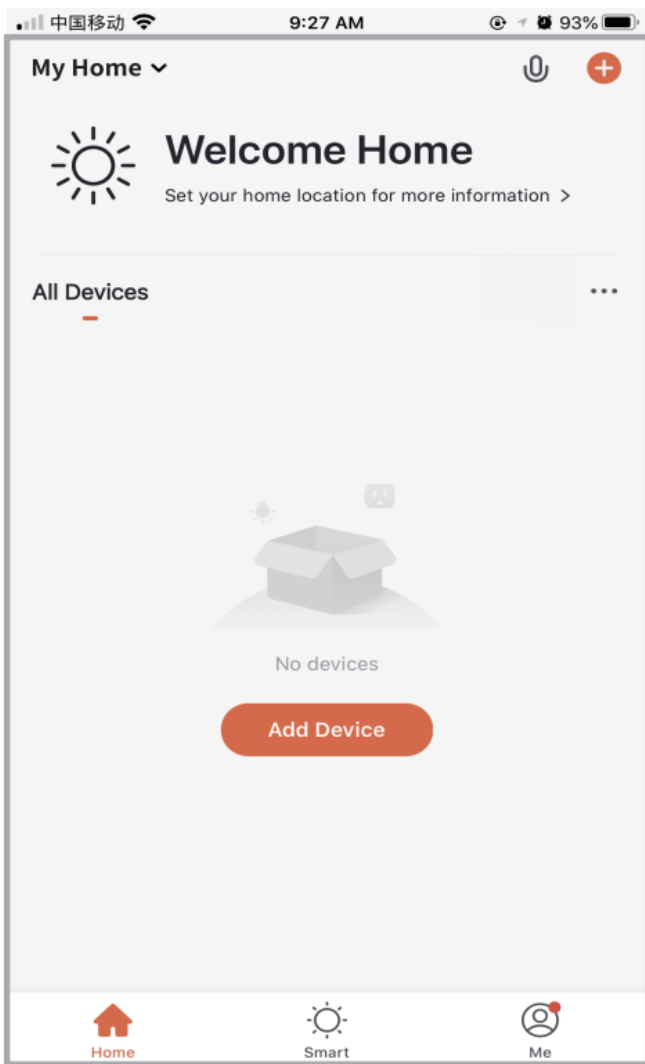 中国移动 9:27 AM 93%
My Home
Welcome Home
Set your home location for more information >
All Devices
No devices
Add Device
Home Smart Me